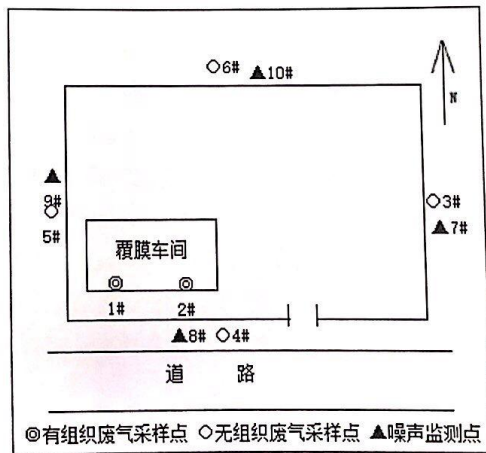 ○6# ▲10#
N
▲
9#
○
5#
○3#
▲7#
覆膜车间
◎ ◎
1# 2#
▲8# ○4#
道 路
◎有组织废气采样点 ○无组织废气采样点 ▲噪声监测点